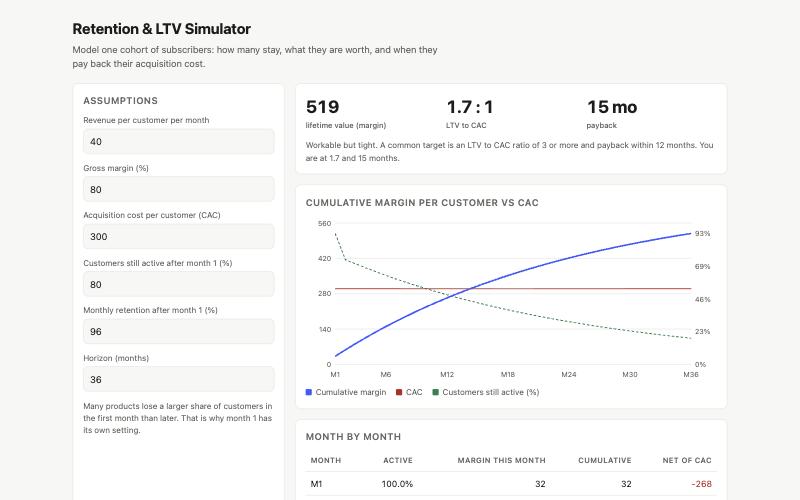 Retention & LTV Simulator
Model one cohort of subscribers: how many stay, what they are worth, and when they
pay back their acquisition cost.
ASSUMPTIONS
Revenue per customer per month
40
Gross margin (%)
80
Acquisition cost per customer (CAC)
300
Customers still active after month 1 (%)
80
Monthly retention after month 1 (%)
96
Horizon (months)
36
Many products lose a larger share of customers in
the first month than later. That is why month 1 has
its own setting.
519
lifetime value (margin)
1.7 : 1
LTV to CAC
15 mo
payback
Workable but tight. A common target is an LTV to CAC ratio of 3 or more and payback within 12 months. You
are at 1.7 and 15 months.
CUMULATIVE MARGIN PER CUSTOMER VS CAC
560
420
280
140
0
93%
69%
46%
23%
0%
M1 M6 M12 M18 M24 M30 M36
Cumulative margin CAC Customers still active (%)
MONTH BY MONTH
MONTH ACTIVE MARGIN THIS MONTH CUMULATIVE NET OF CAC
M1 100.0% 32 32 -268